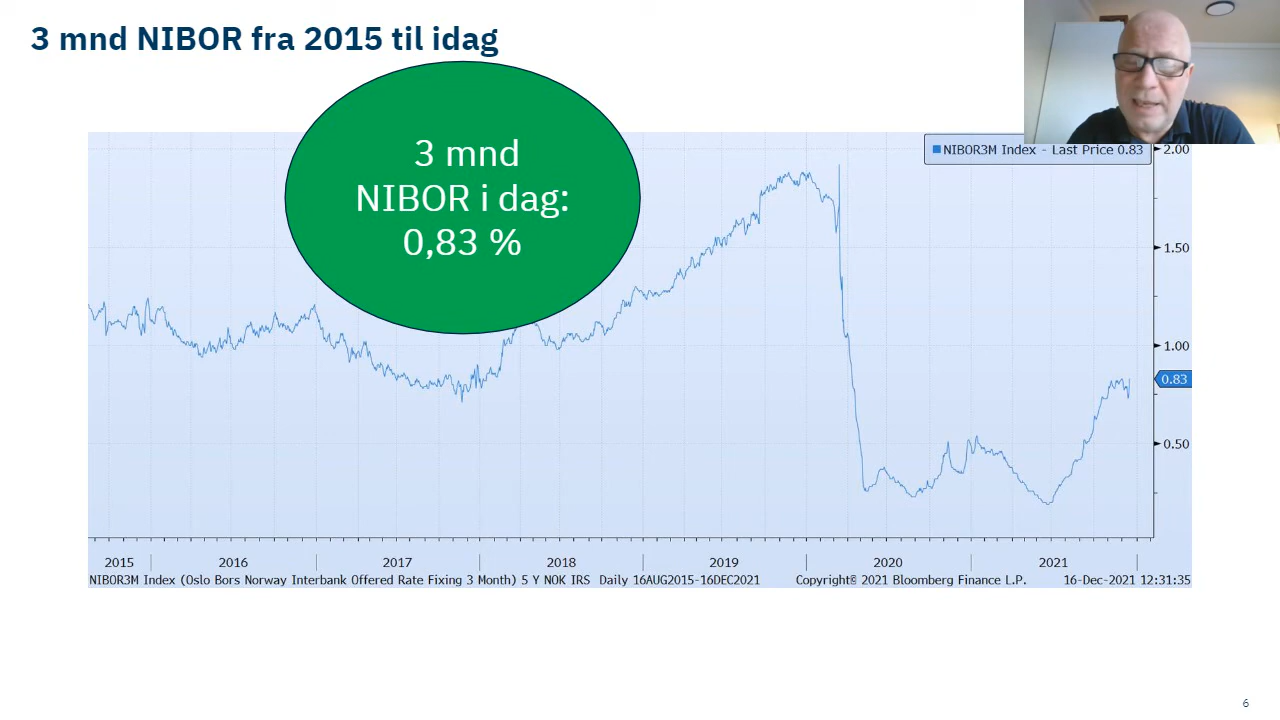 3 mnd NIBOR fra 2015 til idag
3 mnd
NIBOR i dag:
0,83 %
NIBOR3M Index - Last Price 0.83
2.00
1.50
1.00
0.83
0.50
2015 2016 2017 2018 2019 2020 2021
NIBOR3M Index (Oslo Bors Norway Interbank Offered Rate Fixing 3 Month) 5 Y NOK IRS Daily 16AUG2015-16DEC2021 Copyright© 2021 Bloomberg Finance L.P. 16-Dec-2021 12:31:35
6